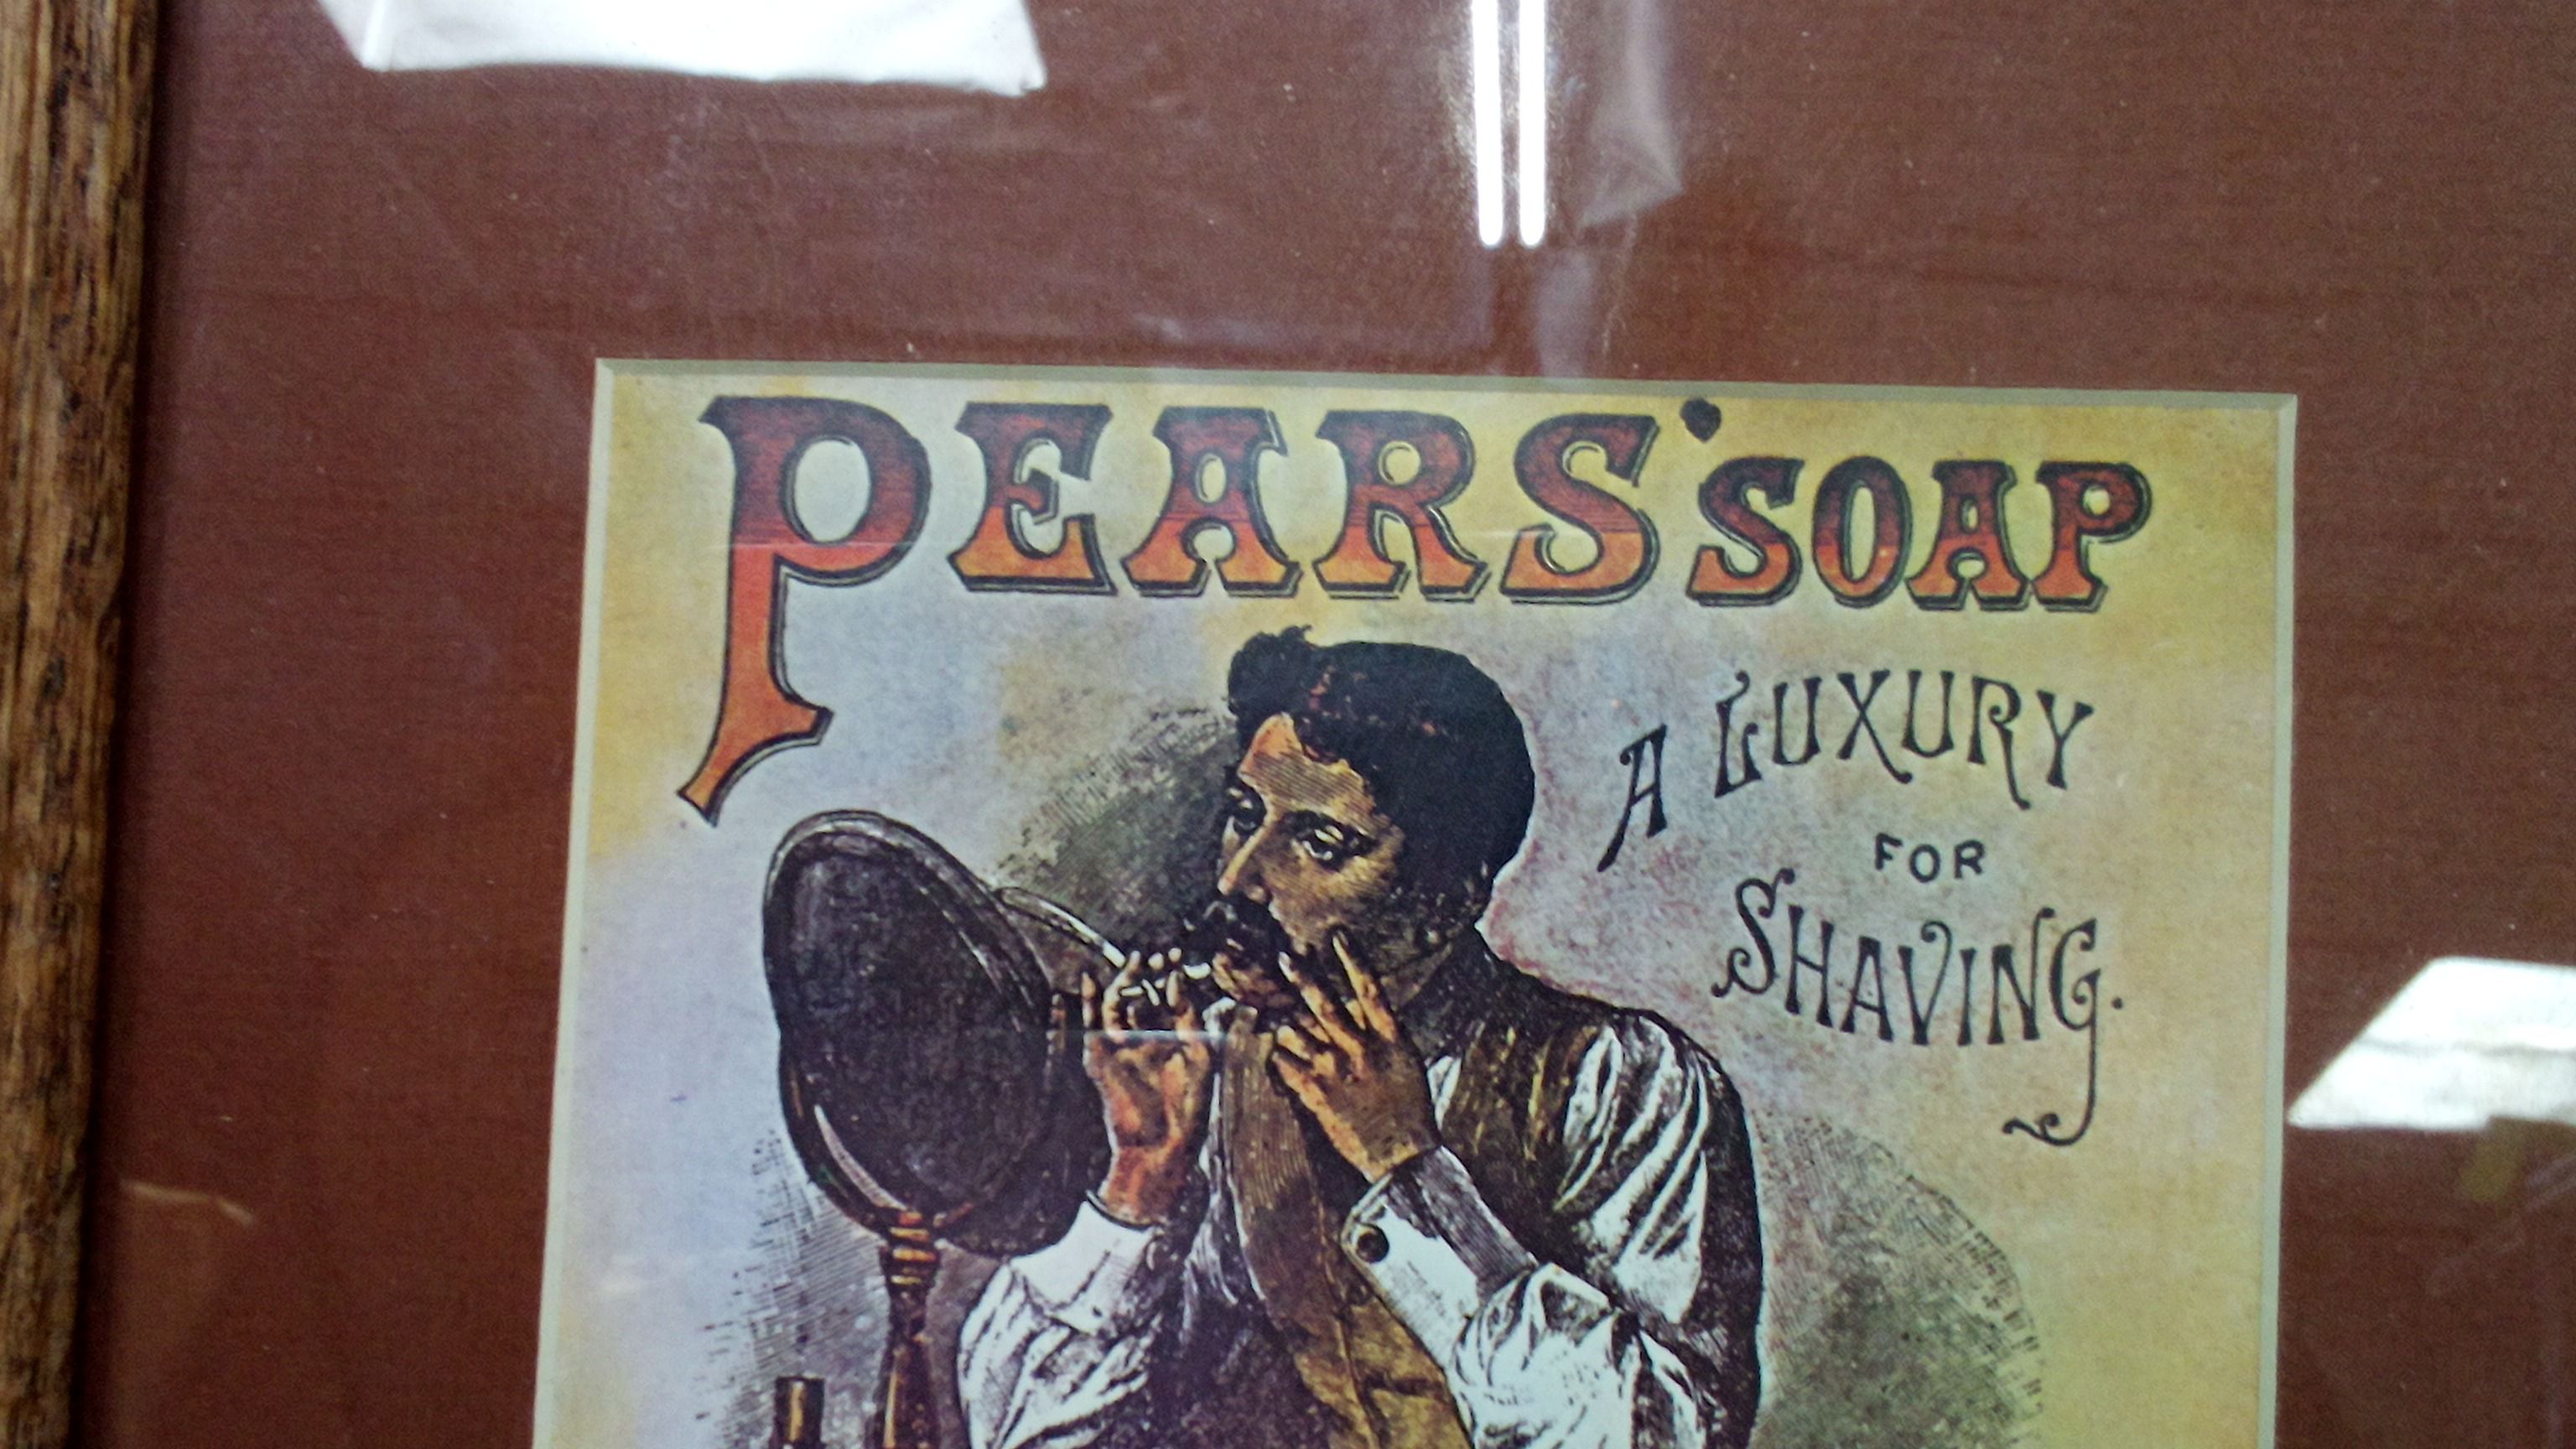 PEARS' SOAP
A LUXURY
FOR
SHAVING.